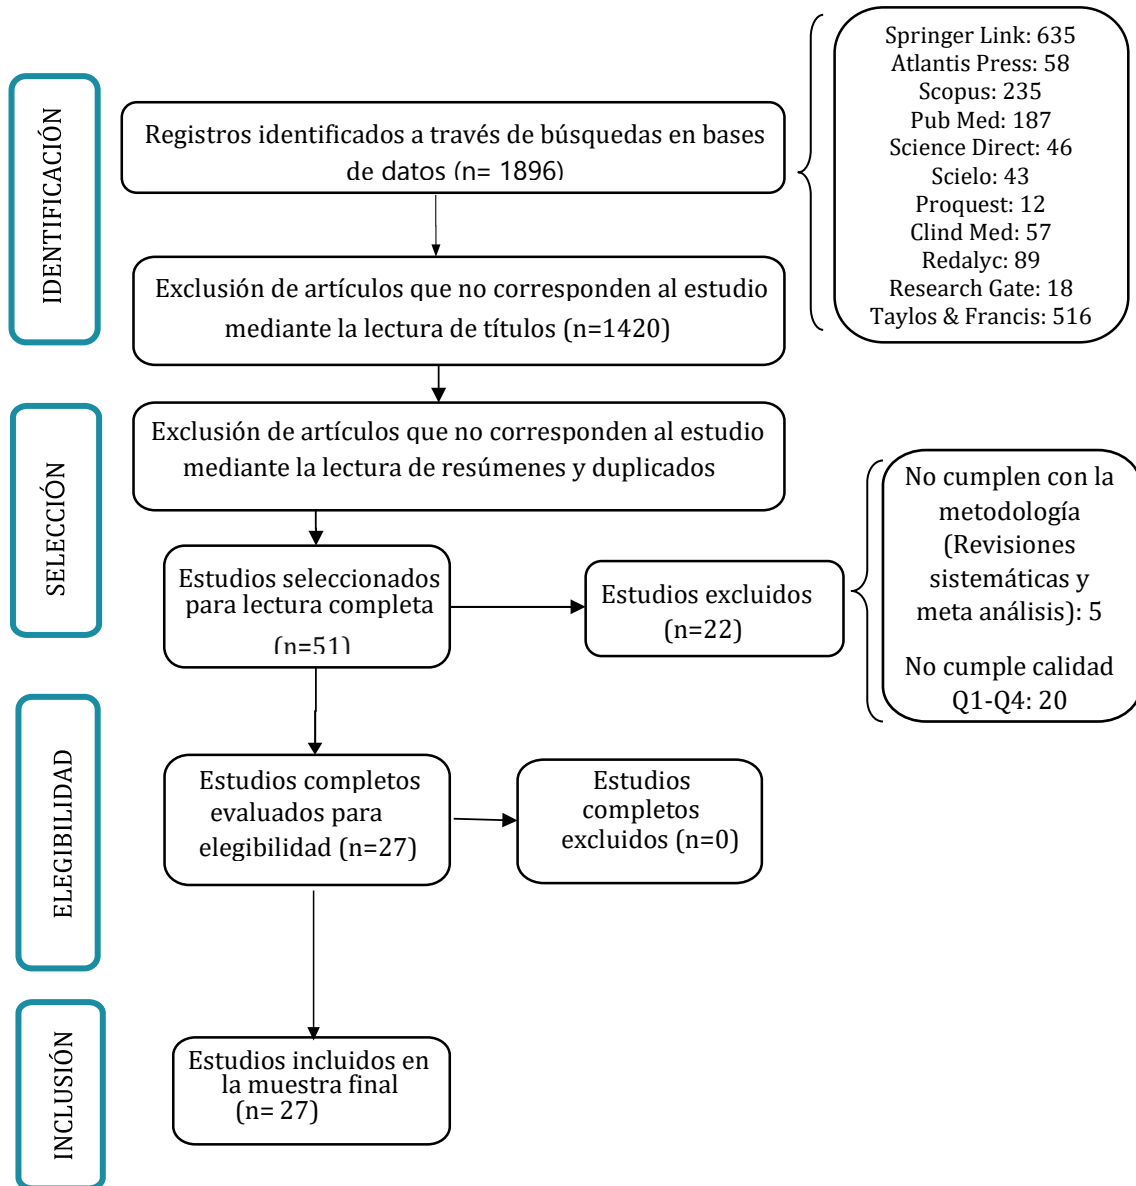 IDENTIFICACIÓN
Registros identificados a través de búsquedas en bases
de datos (n= 1896)
Springer Link: 635
Atlantis Press: 58
Scopus: 235
Pub Med: 187
Science Direct: 46
Scielo: 43
Proquest: 12
Clind Med: 57
Redalyc: 89
Research Gate: 18
Taylos & Francis: 516
Exclusión de artículos que no corresponden al estudio
mediante la lectura de títulos (n=1420)
SELECCIÓN
Exclusión de artículos que no corresponden al estudio
mediante la lectura de resúmenes y duplicados
Estudios seleccionados
para lectura completa
(n=51)
Estudios excluidos
(n=22)
No cumplen con la
metodología
(Revisiones
sistemáticas y
meta análisis): 5
No cumple calidad
Q1-Q4: 20
ELEGIBILIDAD
Estudios completos
evaluados para
elegibilidad (n=27)
Estudios
completos
excluidos (n=0)
INCLUSIÓN
Estudios incluidos en
la muestra final
(n= 27)